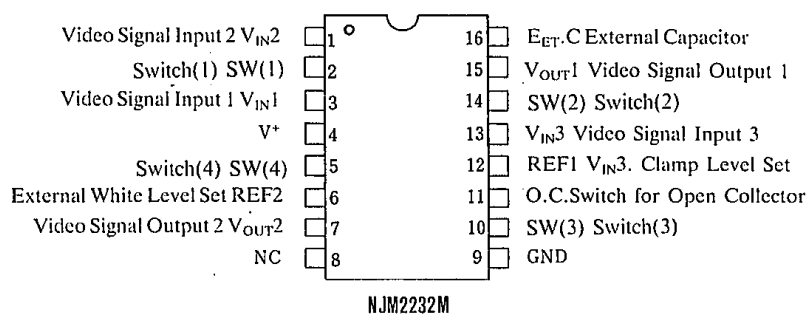 Video Signal Input 2 VIN2 1 16 EET.C External Capacitor
Switch(1) SW(1) 2 15 VOUT1 Video Signal Output 1
Video Signal Input 1 VIN1 3 14 SW(2) Switch(2)
V+ 4 13 VIN3 Video Signal Input 3
Switch(4) SW(4) 5 12 REF1 VIN3. Clamp Level Set
External White Level Set REF2 6 11 O.C.Switch for Open Collector
Video Signal Output 2 VOUT2 7 10 SW(3) Switch(3)
NC 8 9 GND
NJM2232M